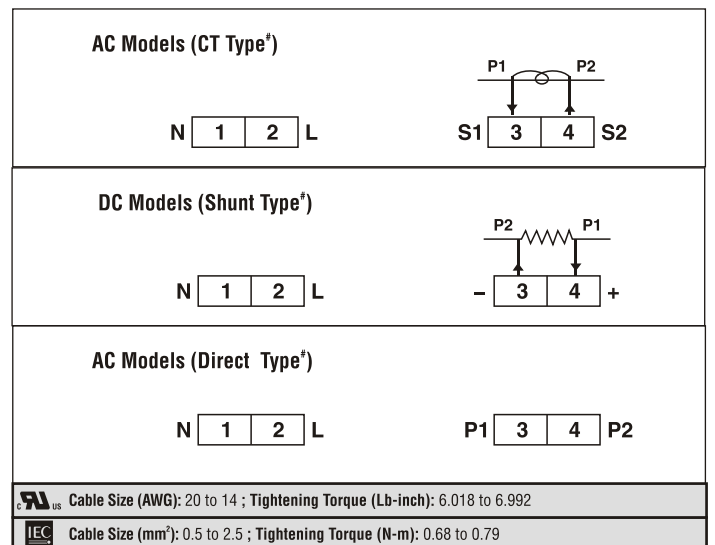 AC Models (CT Type#)
P1 P2
N 1 2 L
S1 3 4 S2
DC Models (Shunt Type#)
P2 P1
N 1 2 L
– 3 4 +
AC Models (Direct Type#)
N 1 2 L
P1 3 4 P2
c RU us Cable Size (AWG): 20 to 14 ; Tightening Torque (Lb-inch): 6.018 to 6.992
IEC Cable Size (mm²): 0.5 to 2.5 ; Tightening Torque (N-m): 0.68 to 0.79